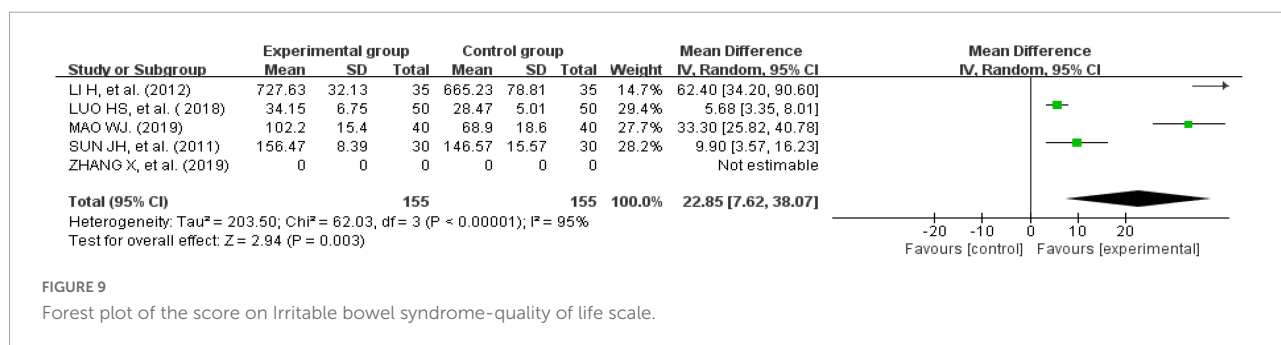 Experimental group Control group Mean Difference Mean Difference
Study or Subgroup Mean SD Total Mean SD Total Weight IV, Random, 95% CI IV, Random, 95% CI
LI H, et al. (2012) 727.63 32.13 35 665.23 78.81 35 14.7% 62.40 [34.20, 90.60]
LUO HS, et al. ( 2018) 34.15 6.75 50 28.47 5.01 50 29.4% 5.68 [3.35, 8.01]
MAO WJ. (2019) 102.2 15.4 40 68.9 18.6 40 27.7% 33.30 [25.82, 40.78]
SUN JH, et al. (2011) 156.47 8.39 30 146.57 15.57 30 28.2% 9.90 [3.57, 16.23]
ZHANG X, et al. (2019) 0 0 0 0 0 0 Not estimable
Total (95% CI) 155 155 100.0% 22.85 [7.62, 38.07]
Heterogeneity: Tau² = 203.50; Chi² = 62.03, df = 3 (P < 0.00001); I² = 95%
Test for overall effect: Z = 2.94 (P = 0.003)
-20 -10 0 10 20
Favours [control] Favours [experimental]
FIGURE 9
Forest plot of the score on Irritable bowel syndrome-quality of life scale.